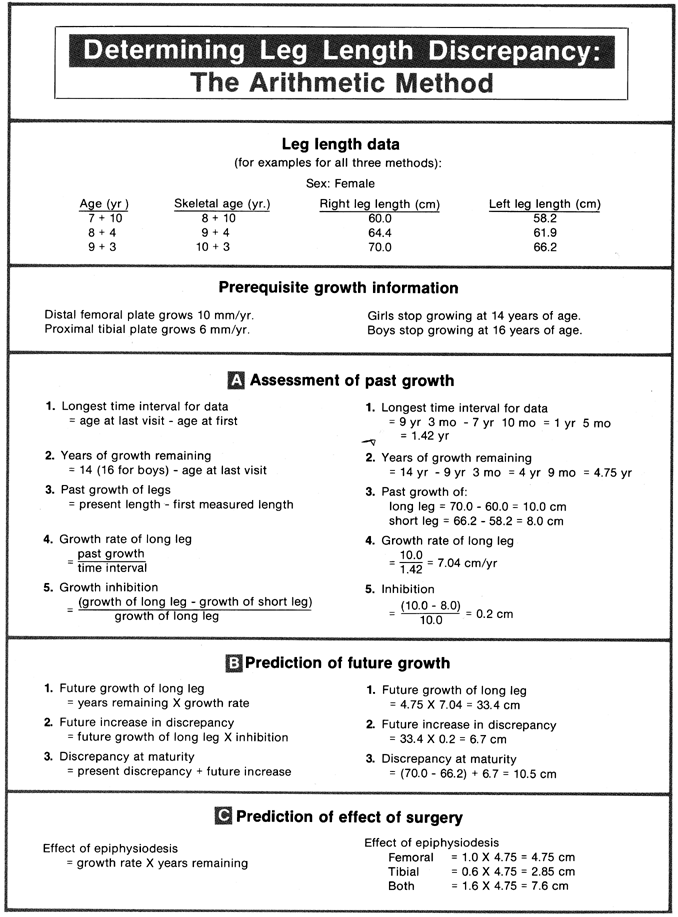 Determining Leg Length Discrepancy:
The Arithmetic Method
Leg length data
(for examples for all three methods):
Sex: Female
Age (yr ) Skeletal age (yr.) Right leg length (cm) Left leg length (cm)
7 + 10 8 + 10 60.0 58.2
8 + 4 9 + 4 64.4 61.9
9 + 3 10 + 3 70.0 66.2
Prerequisite growth information
Distal femoral plate grows 10 mm/yr. Girls stop growing at 14 years of age.
Proximal tibial plate grows 6 mm/yr. Boys stop growing at 16 years of age.
A Assessment of past growth
1. Longest time interval for data
= age at last visit - age at first
1. Longest time interval for data
= 9 yr 3 mo - 7 yr 10 mo = 1 yr 5 mo
= 1.42 yr
2. Years of growth remaining
= 14 (16 for boys) - age at last visit
2. Years of growth remaining
= 14 yr - 9 yr 3 mo = 4 yr 9 mo = 4.75 yr
3. Past growth of legs
= present length - first measured length
3. Past growth of:
long leg = 70.0 - 60.0 = 10.0 cm
short leg = 66.2 - 58.2 = 8.0 cm
4. Growth rate of long leg
= past growth
time interval
4. Growth rate of long leg
= 10.0
1.42 = 7.04 cm/yr
5. Growth inhibition
= (growth of long leg - growth of short leg)
growth of long leg
5. Inhibition
= (10.0 - 8.0)
10.0 = 0.2 cm
B Prediction of future growth
1. Future growth of long leg
= years remaining X growth rate
1. Future growth of long leg
= 4.75 X 7.04 = 33.4 cm
2. Future increase in discrepancy
= future growth of long leg X inhibition
2. Future increase in discrepancy
= 33.4 X 0.2 = 6.7 cm
3. Discrepancy at maturity
= present discrepancy + future increase
3. Discrepancy at maturity
= (70.0 - 66.2) + 6.7 = 10.5 cm
C Prediction of effect of surgery
Effect of epiphysiodesis
= growth rate X years remaining
Effect of epiphysiodesis
Femoral = 1.0 X 4.75 = 4.75 cm
Tibial = 0.6 X 4.75 = 2.85 cm
Both = 1.6 X 4.75 = 7.6 cm